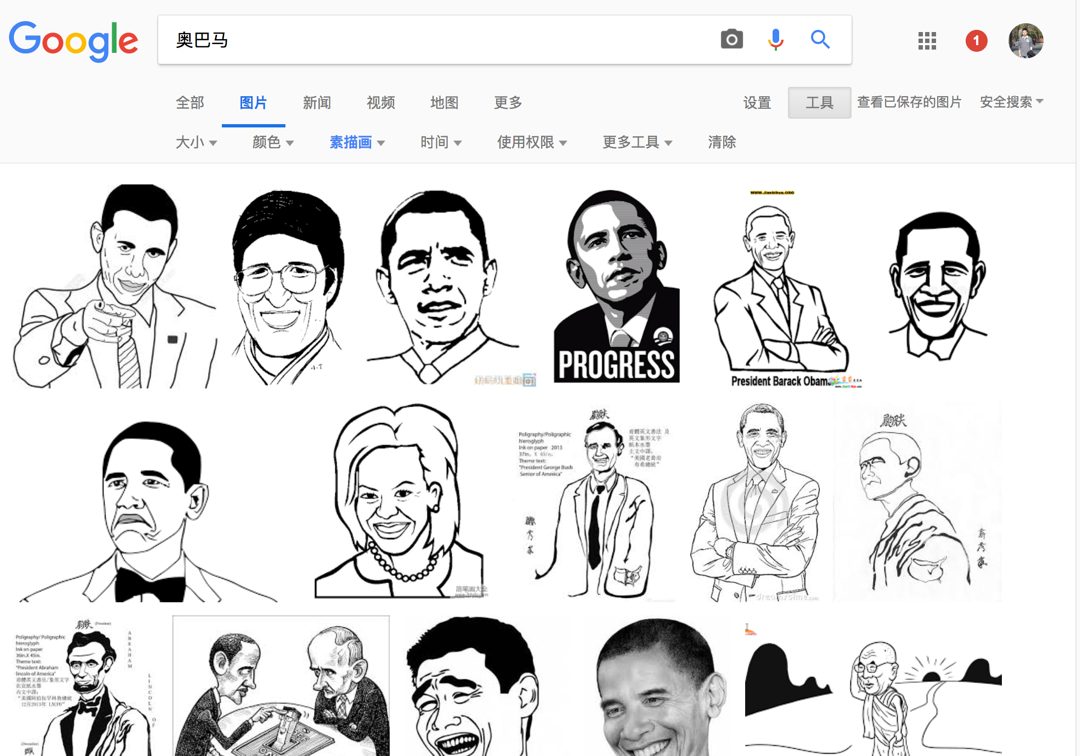 Google
奥巴马
1
全部 图片 新闻 视频 地图 更多 设置 工具 查看已保存的图片 安全搜索
大小 颜色 素描画 时间 使用权限 更多工具 清除
PROGRESS
President Barack Obama
Poligraphy/Poligraphic
hieroglyph
Ink on paper 2013
Theme text:
"President George Bush
Senior of America"
Poligraphy/ Poligraphic
hieroglyph
Ink on paper
Theme text:
"President Abraham
lincoln of America"
ABRAHAM
LINCOLN OF